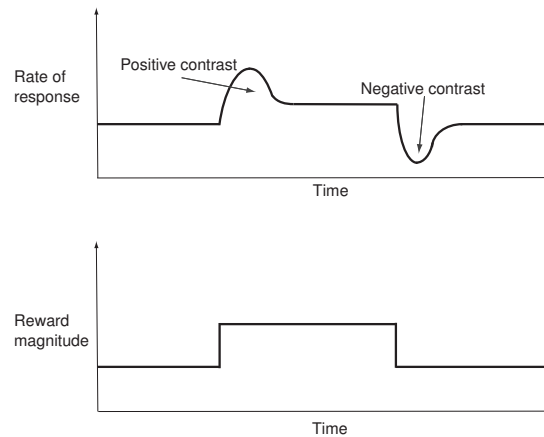 Positive contrast
Rate of
response
Negative contrast
Time
Reward
magnitude
Time